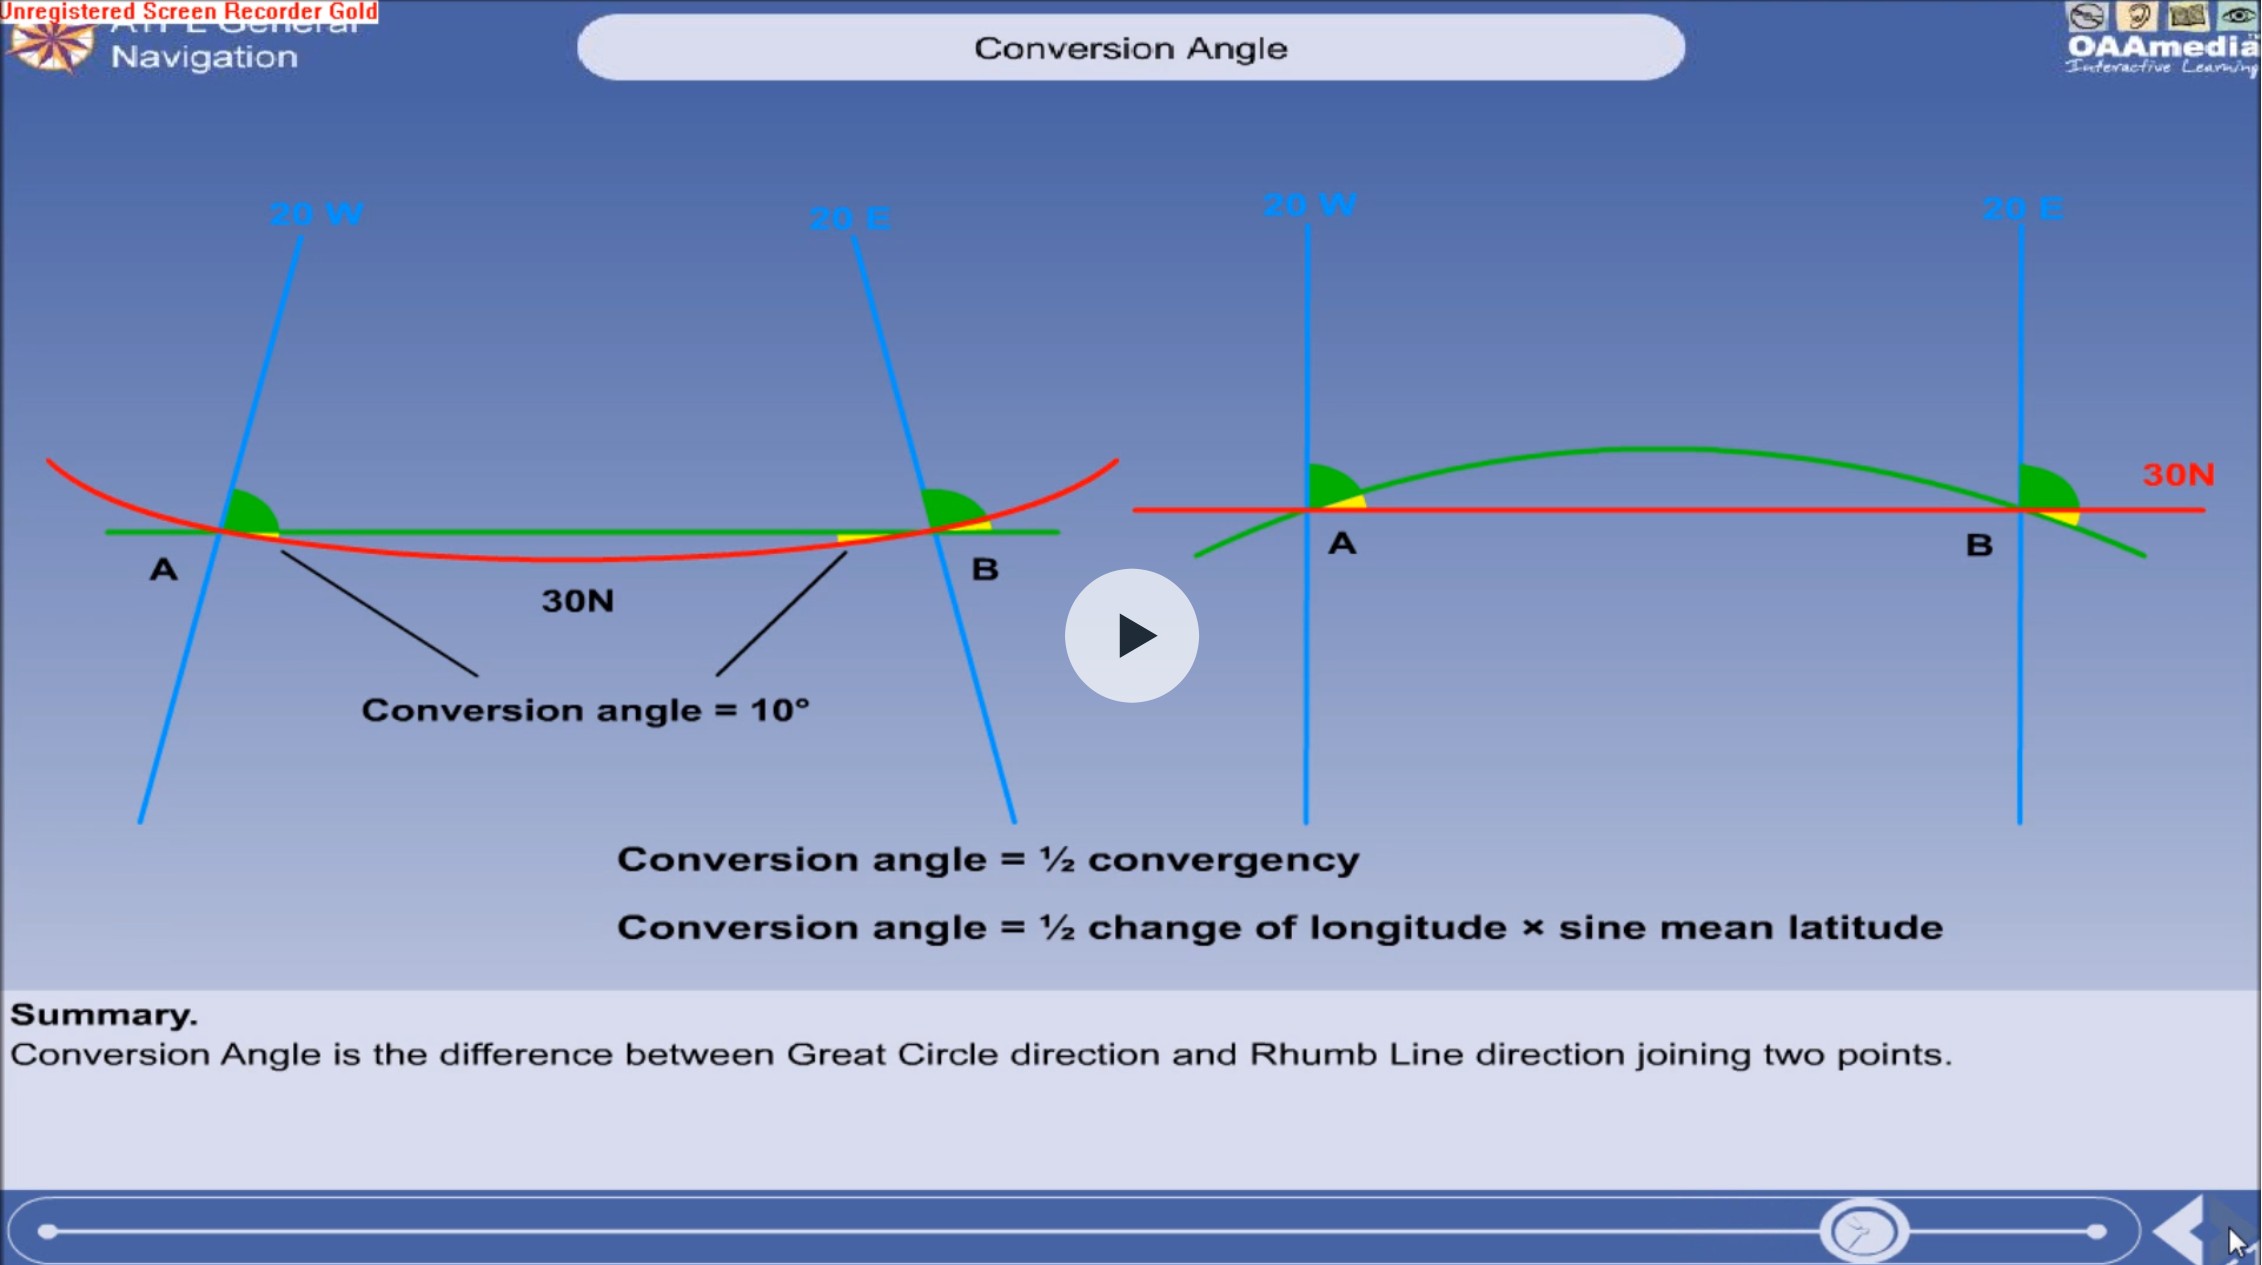 Unregistered Screen Recorder Gold
ATPL General
Navigation
Conversion Angle
OAAmedia
Interactive Learning
20 W
20 E
20 W
20 E
30N
A
B
A
B
30N
Conversion angle = 10°
Conversion angle = ½ convergency
Conversion angle = ½ change of longitude × sine mean latitude
Summary.
Conversion Angle is the difference between Great Circle direction and Rhumb Line direction joining two points.